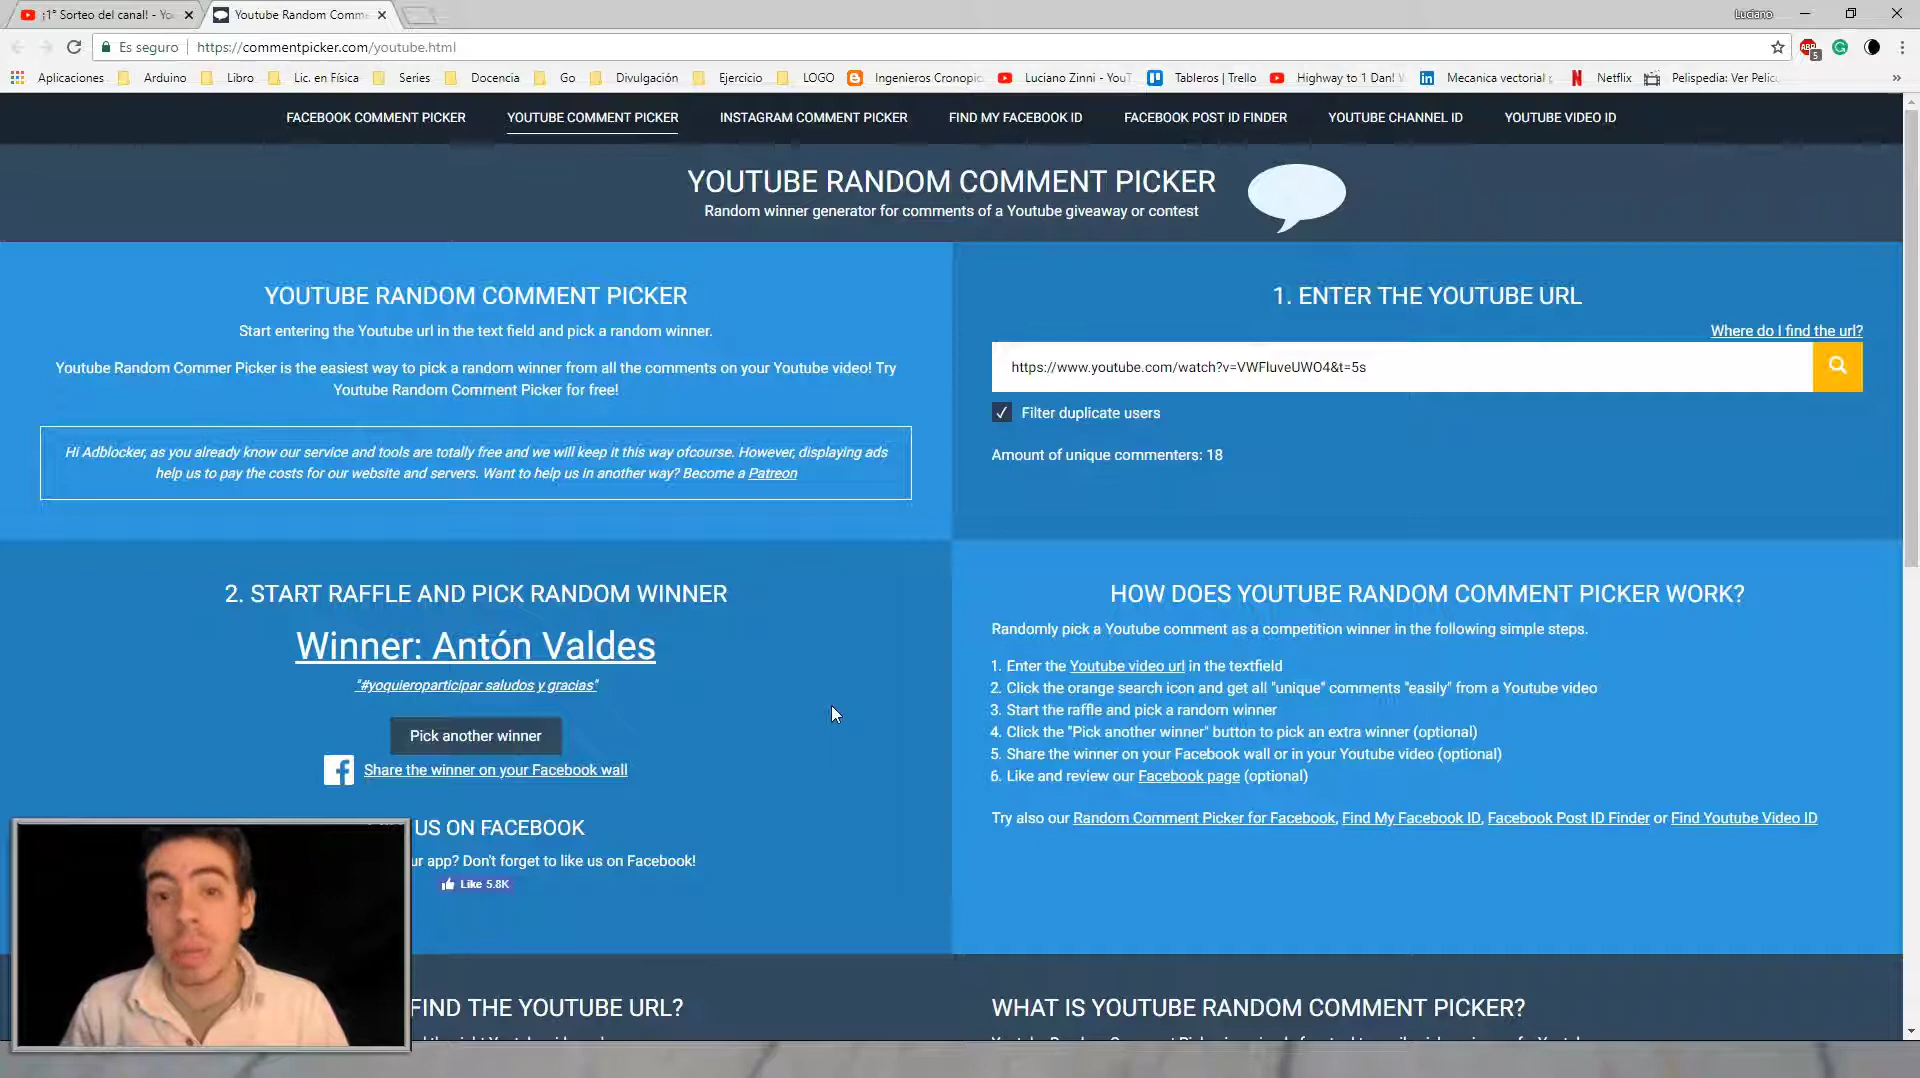 ¡1° Sorteo del canal! - Yo
Youtube Random Comm
Luciano
Es seguro
https://commentpicker.com/youtube.html
ABP
5
Aplicaciones
Arduino
Libro
Lic. en Física
Series
Docencia
Go
Divulgación
Ejercicio
LOGO
Ingenieros Cronopic
Luciano Zinni - YouT
Tableros | Trello
Highway to 1 Dan!
Mecanica vectorial
Netflix
Pelispedia: Ver Pelic
»
FACEBOOK COMMENT PICKER
YOUTUBE COMMENT PICKER
INSTAGRAM COMMENT PICKER
FIND MY FACEBOOK ID
FACEBOOK POST ID FINDER
YOUTUBE CHANNEL ID
YOUTUBE VIDEO ID
YOUTUBE RANDOM COMMENT PICKER
Random winner generator for comments of a Youtube giveaway or contest
YOUTUBE RANDOM COMMENT PICKER
Start entering the Youtube url in the text field and pick a random winner.
Youtube Random Commer Picker is the easiest way to pick a random winner from all the comments on your Youtube video! Try
Youtube Random Comment Picker for free!
Hi Adblocker, as you already know our service and tools are totally free and we will keep it this way ofcourse. However, displaying ads
help us to pay the costs for our website and servers. Want to help us in another way? Become a Patreon
1. ENTER THE YOUTUBE URL
Where do I find the url?
https://www.youtube.com/watch?v=VWFluveUWO4&t=5s
Filter duplicate users
Amount of unique commenters: 18
2. START RAFFLE AND PICK RANDOM WINNER
Winner: Antón Valdes
"#yoquieroparticipar saludos y gracias"
Pick another winner
Share the winner on your Facebook wall
US ON FACEBOOK
ur app? Don't forget to like us on Facebook!
Like 5.8K
HOW DOES YOUTUBE RANDOM COMMENT PICKER WORK?
Randomly pick a Youtube comment as a competition winner in the following simple steps.
1. Enter the Youtube video url in the textfield
2. Click the orange search icon and get all "unique" comments "easily" from a Youtube video
3. Start the raffle and pick a random winner
4. Click the "Pick another winner" button to pick an extra winner (optional)
5. Share the winner on your Facebook wall or in your Youtube video (optional)
6. Like and review our Facebook page (optional)
Try also our Random Comment Picker for Facebook, Find My Facebook ID, Facebook Post ID Finder or Find Youtube Video ID
FIND THE YOUTUBE URL?
WHAT IS YOUTUBE RANDOM COMMENT PICKER?